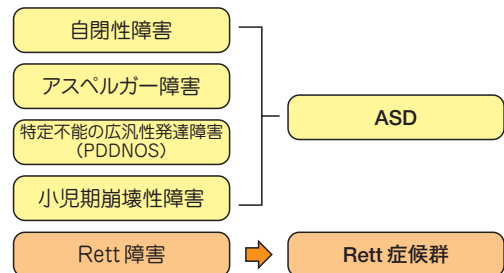 自閉性障害
アスペルガー障害
特定不能の広汎性発達障害
(PDDNOS)
小児期崩壊性障害
ASD
Rett 障害
Rett 症候群